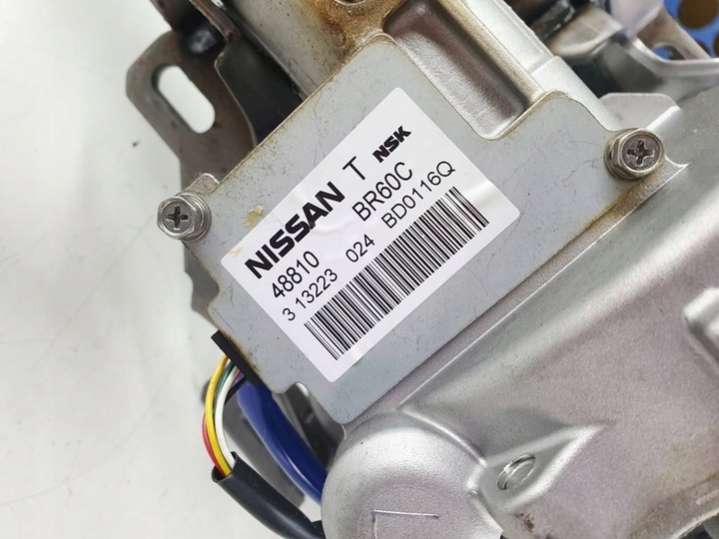 NISSAN T NSK
48810 BR60C
3 13223 024 BD0116Q